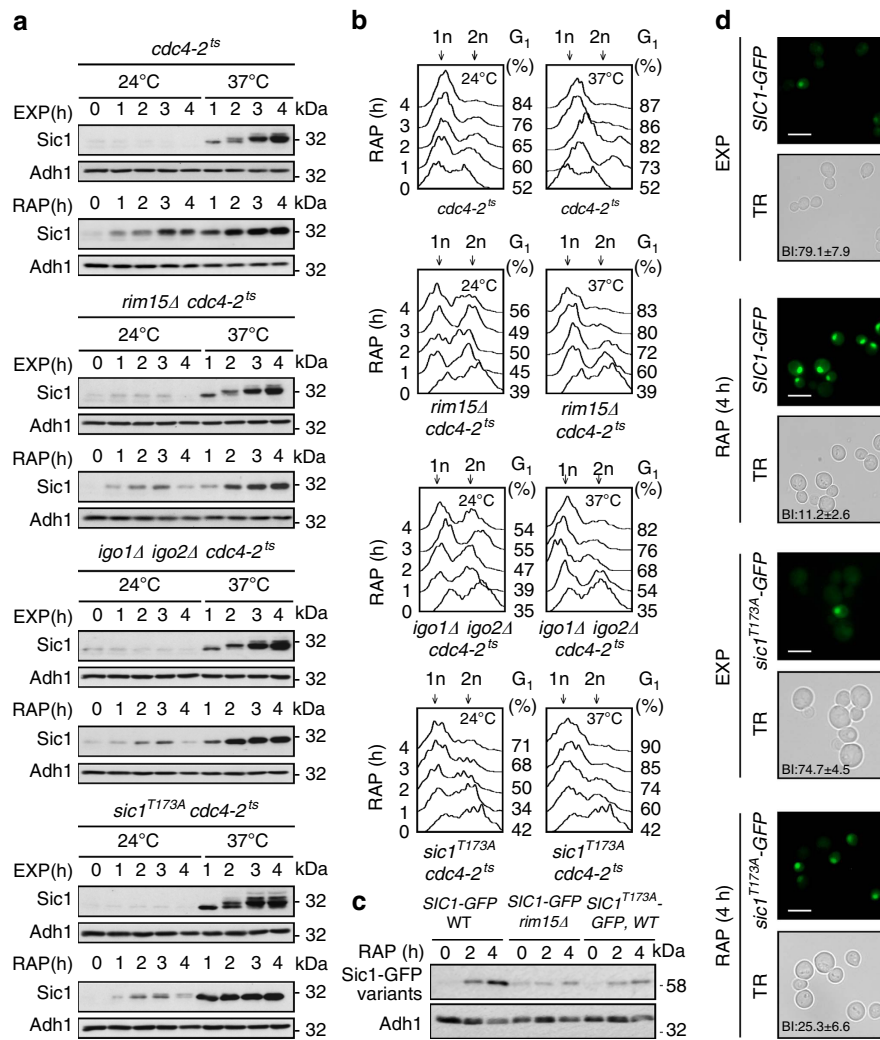 a
cdc4-2ts
24°C 37°C
EXP(h) 0 1 2 3 4 1 2 3 4 kDa
Sic1 32
Adh1 32
RAP(h) 0 1 2 3 4 1 2 3 4
Sic1 32
Adh1 32
rim15Δ cdc4-2ts
24°C 37°C
EXP(h) 0 1 2 3 4 1 2 3 4 kDa
Sic1 32
Adh1 32
RAP(h) 0 1 2 3 4 1 2 3 4 kDa
Sic1 32
Adh1 32
igo1Δ igo2Δ cdc4-2ts
24°C 37°C
EXP(h) 0 1 2 3 4 1 2 3 4 kDa
Sic1 32
Adh1 32
RAP(h) 0 1 2 3 4 1 2 3 4 kDa
Sic1 32
Adh1 32
sic1T173A cdc4-2ts
24°C 37°C
EXP(h) 0 1 2 3 4 1 2 3 4 kDa
Sic1 32
Adh1 32
RAP(h) 0 1 2 3 4 1 2 3 4 kDa
Sic1 32
Adh1 32
b
1n 2n G1 1n 2n G1
(%) (%)
24°C 37°C
RAP (h)
4 84 87
3 76 86
2 65 82
1 60 73
0 52 52
cdc4-2ts cdc4-2ts
1n 2n G1 1n 2n G1
(%) (%)
24°C 37°C
RAP (h)
4 56 83
3 49 80
2 50 72
1 45 60
0 39 39
rim15Δ rim15Δ
cdc4-2ts cdc4-2ts
1n 2n G1 1n 2n G1
(%) (%)
24°C 37°C
RAP (h)
4 54 82
3 55 76
2 47 68
1 39 54
0 35 35
igo1Δ igo2Δ igo1Δ igo2Δ
cdc4-2ts cdc4-2ts
1n 2n G1 1n 2n G1
(%) (%)
24°C 37°C
RAP (h)
4 71 90
3 68 85
2 50 74
1 34 60
0 42 42
sic1T173A sic1T173A
cdc4-2ts cdc4-2ts
c
SIC1-GFP SIC1-GFP SIC1T173A-
WT rim15Δ GFP, WT
RAP (h) 0 2 4 0 2 4 0 2 4 kDa
Sic1-GFP
variants 58
Adh1 32
d
EXP
SIC1-GFP
TR
BI:79.1±7.9
RAP (4 h)
SIC1-GFP
TR
BI:11.2±2.6
EXP
sic1T173A-GFP
TR
BI:74.7±4.5
RAP (4 h)
sic1T173A-GFP
TR
BI:25.3±6.6